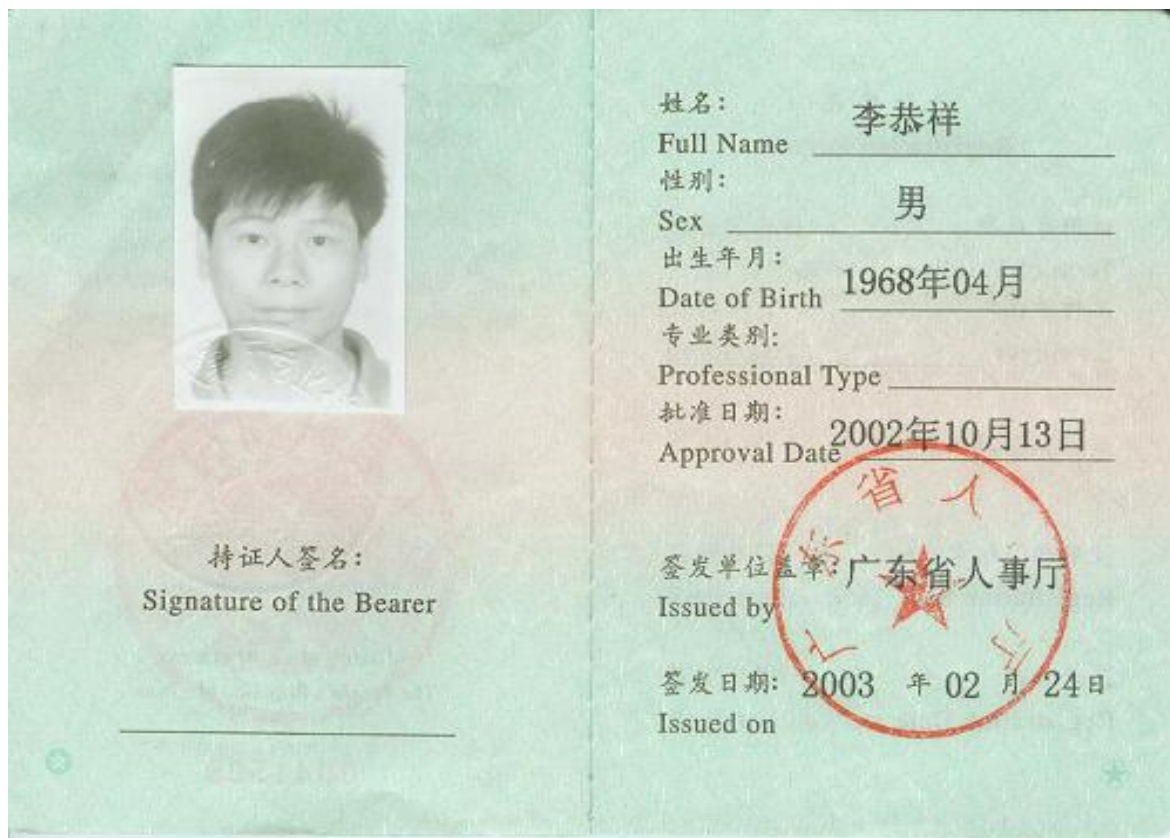 持证人签名:
Signature of the Bearer
姓名: 李恭祥
Full Name
性别: 男
Sex
出生年月: 1968年04月
Date of Birth
专业类别:
Professional Type
批准日期: 2002年10月13日
Approval Date
签发单位盖章: 广东省人事厅
Issued by
签发日期: 2003 年 02 月 24 日
Issued on